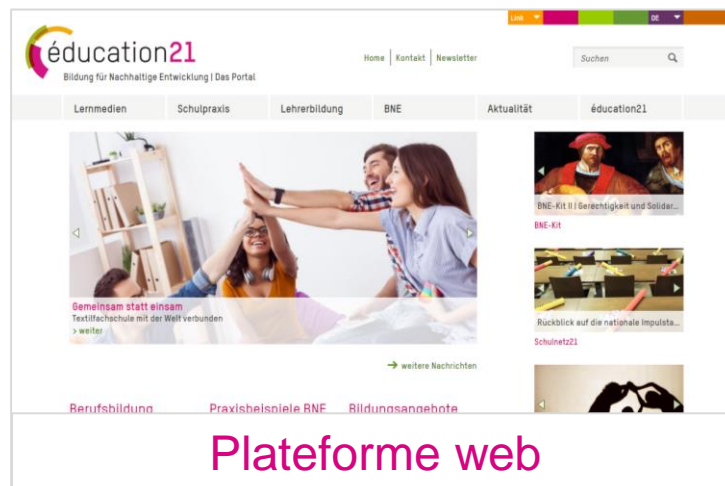 Link
DE
éducation21
Bildung für Nachhaltige Entwicklung | Das Portal
Home | Kontakt | Newsletter
Suchen
Lernmedien Schulpraxis Lehrerbildung BNE Aktualität éducation21
BNE-Kit II | Gerechtigkeit und Solidar...
BNE-Kit
Gemeinsam statt einsam
Textilfachschule mit der Welt verbunden
> weiter
Rückblick auf die nationale Impulsta...
Schulnetz21
→ weitere Nachrichten
Berufsbildung Praxisbeispiele BNE Bildungsangebote
Plateforme web